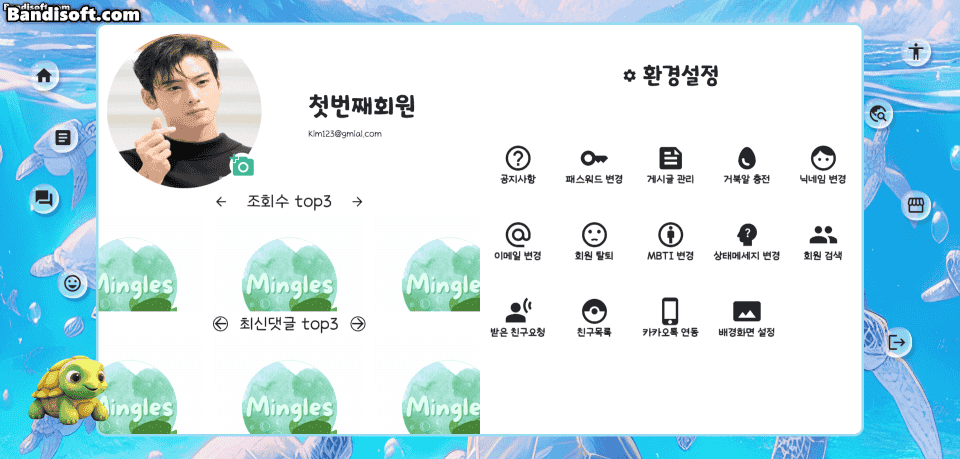 Bandisoft.com
Bandisoft.com
첫번째회원
kim123@gmial.com
조회수 top3
Mingles
Mingles
Mingles
최신댓글 top3
Mingles
Mingles
Mingles
환경설정
공지사항
패스워드 변경
게시글 관리
거북알 충전
닉네임 변경
이메일 변경
회원 탈퇴
MBTI 변경
상태메세지 변경
회원 검색
받은 친구요청
친구목록
카카오톡 연동
배경화면 설정